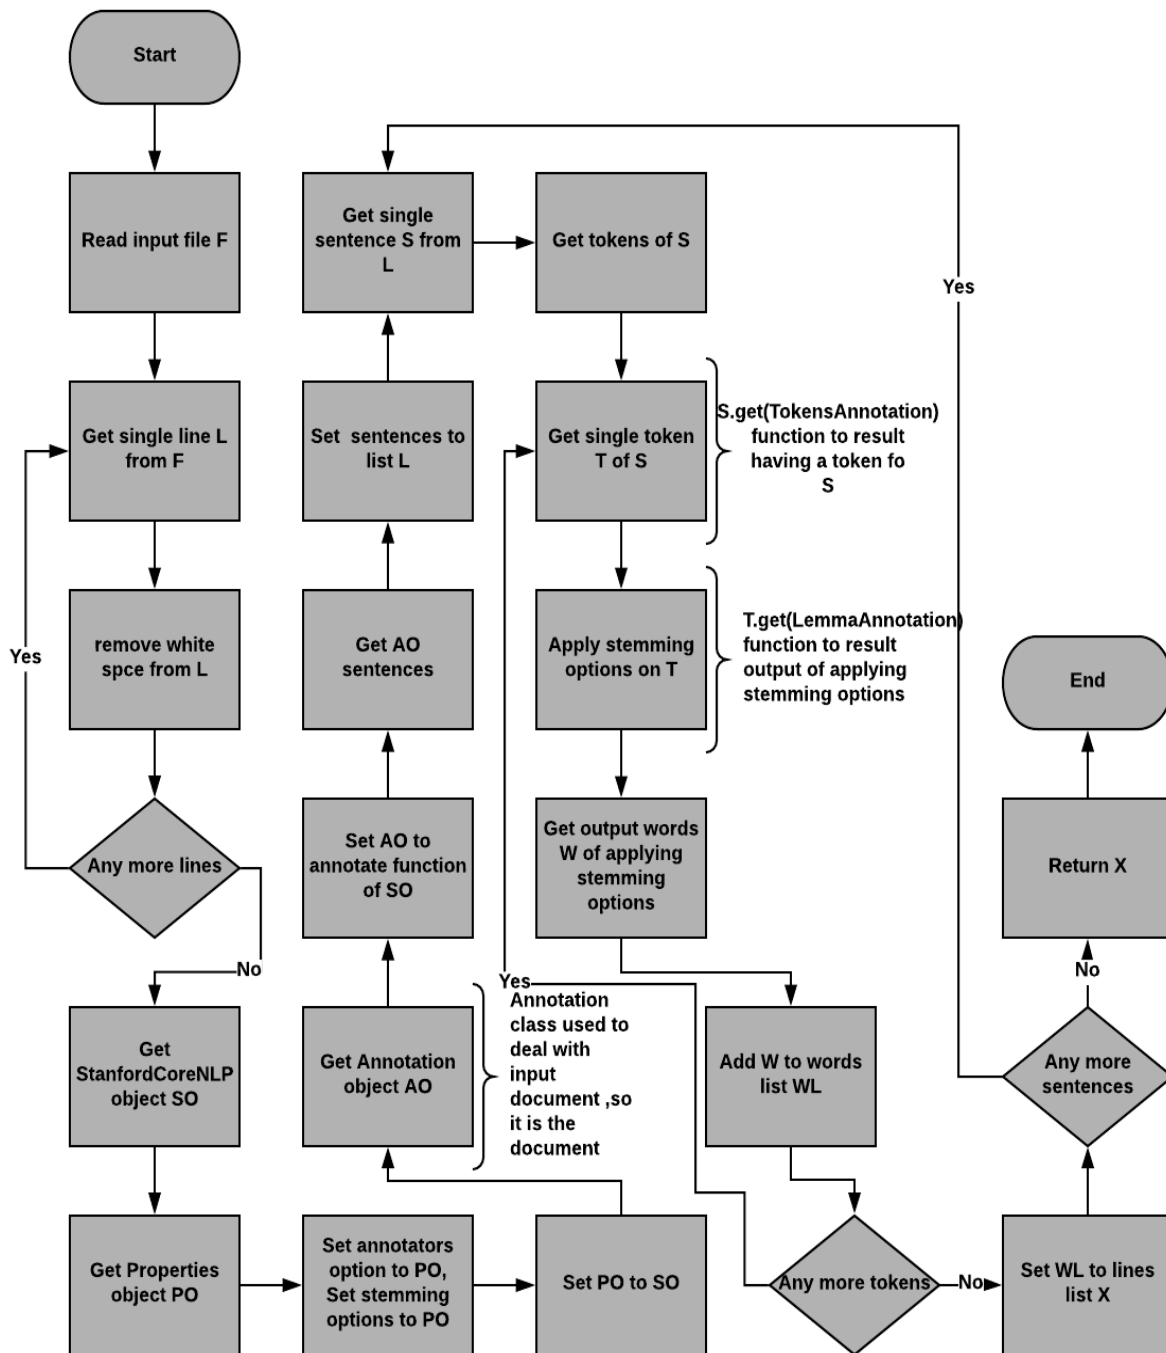 Start
Read input file F
Get single line L
from F
remove white
spce from L
Yes
Any more lines
No
Get
StanfordCoreNLP
object SO
Get Properties
object PO
Set annotators
option to PO,
Set stemming
options to PO
Set PO to SO
Get Annotation
object AO
Annotation
class used to
deal with
input
document ,so
it is the
document
Set AO to
annotate function
of SO
Get AO
sentences
Set  sentences to
list L
Get single
sentence S from
L
Get tokens of S
Get single token
T of S
S.get(TokensAnnotation)
function to result
having a token fo
S
Apply stemming
options on T
T.get(LemmaAnnotation)
function to result
output of applying
stemming options
Get output words
W of applying
stemming
options
Add W to words
list WL
Any more tokens
Yes
No
Set WL to lines
list X
Any more
sentences
Yes
No
Return X
End